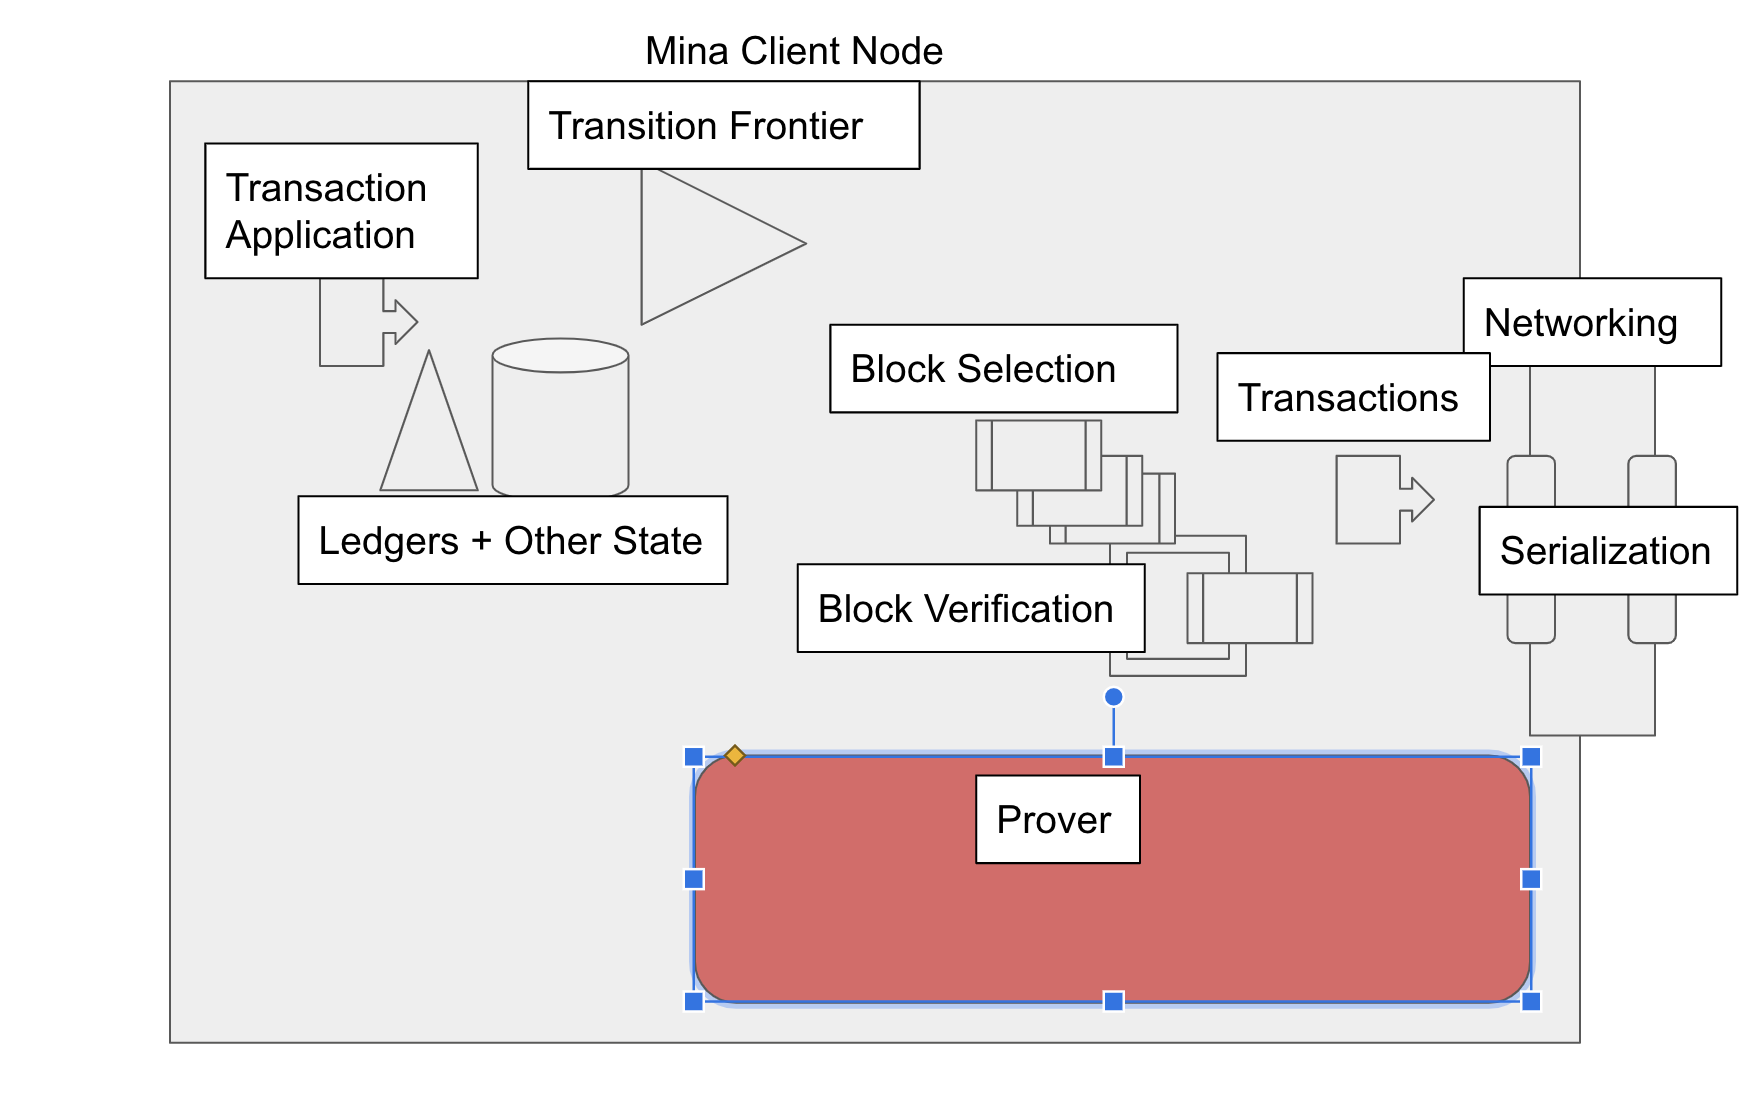 Mina Client Node
Transition Frontier
Transaction
Application
Networking
Block Selection
Transactions
Ledgers + Other State
Serialization
Block Verification
Prover